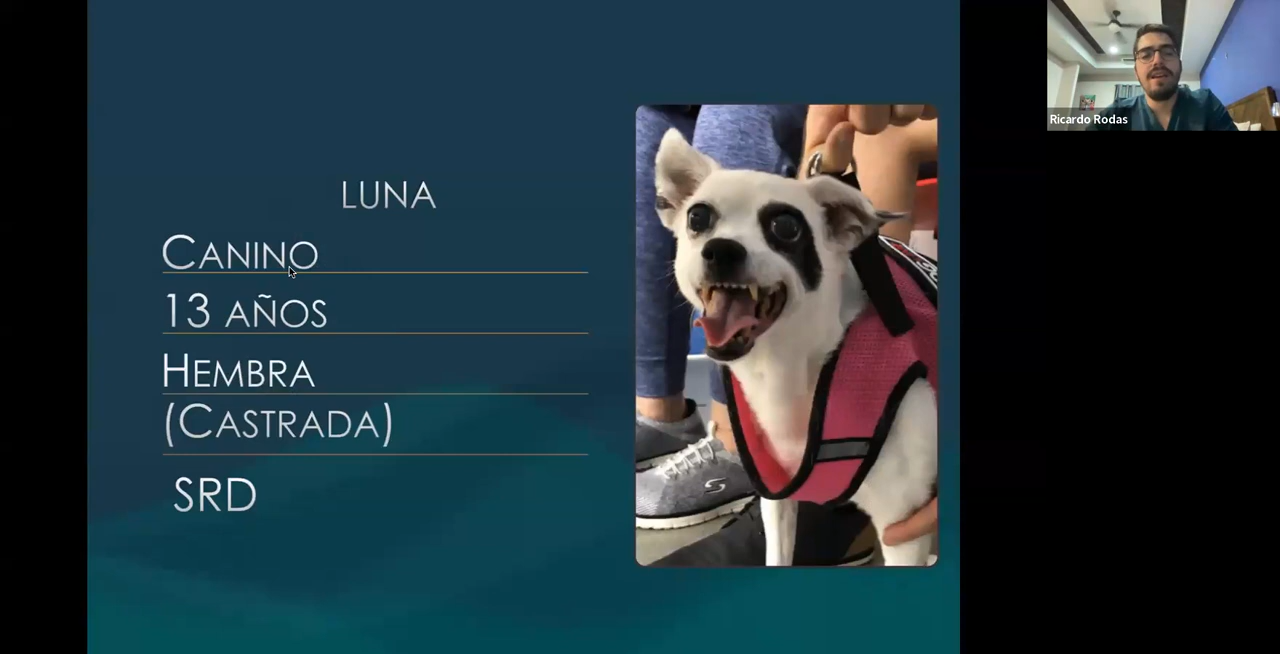 LUNA
CANINO
13 AÑOS
HEMBRA
(CASTRADA)
SRD
Ricardo Rodas